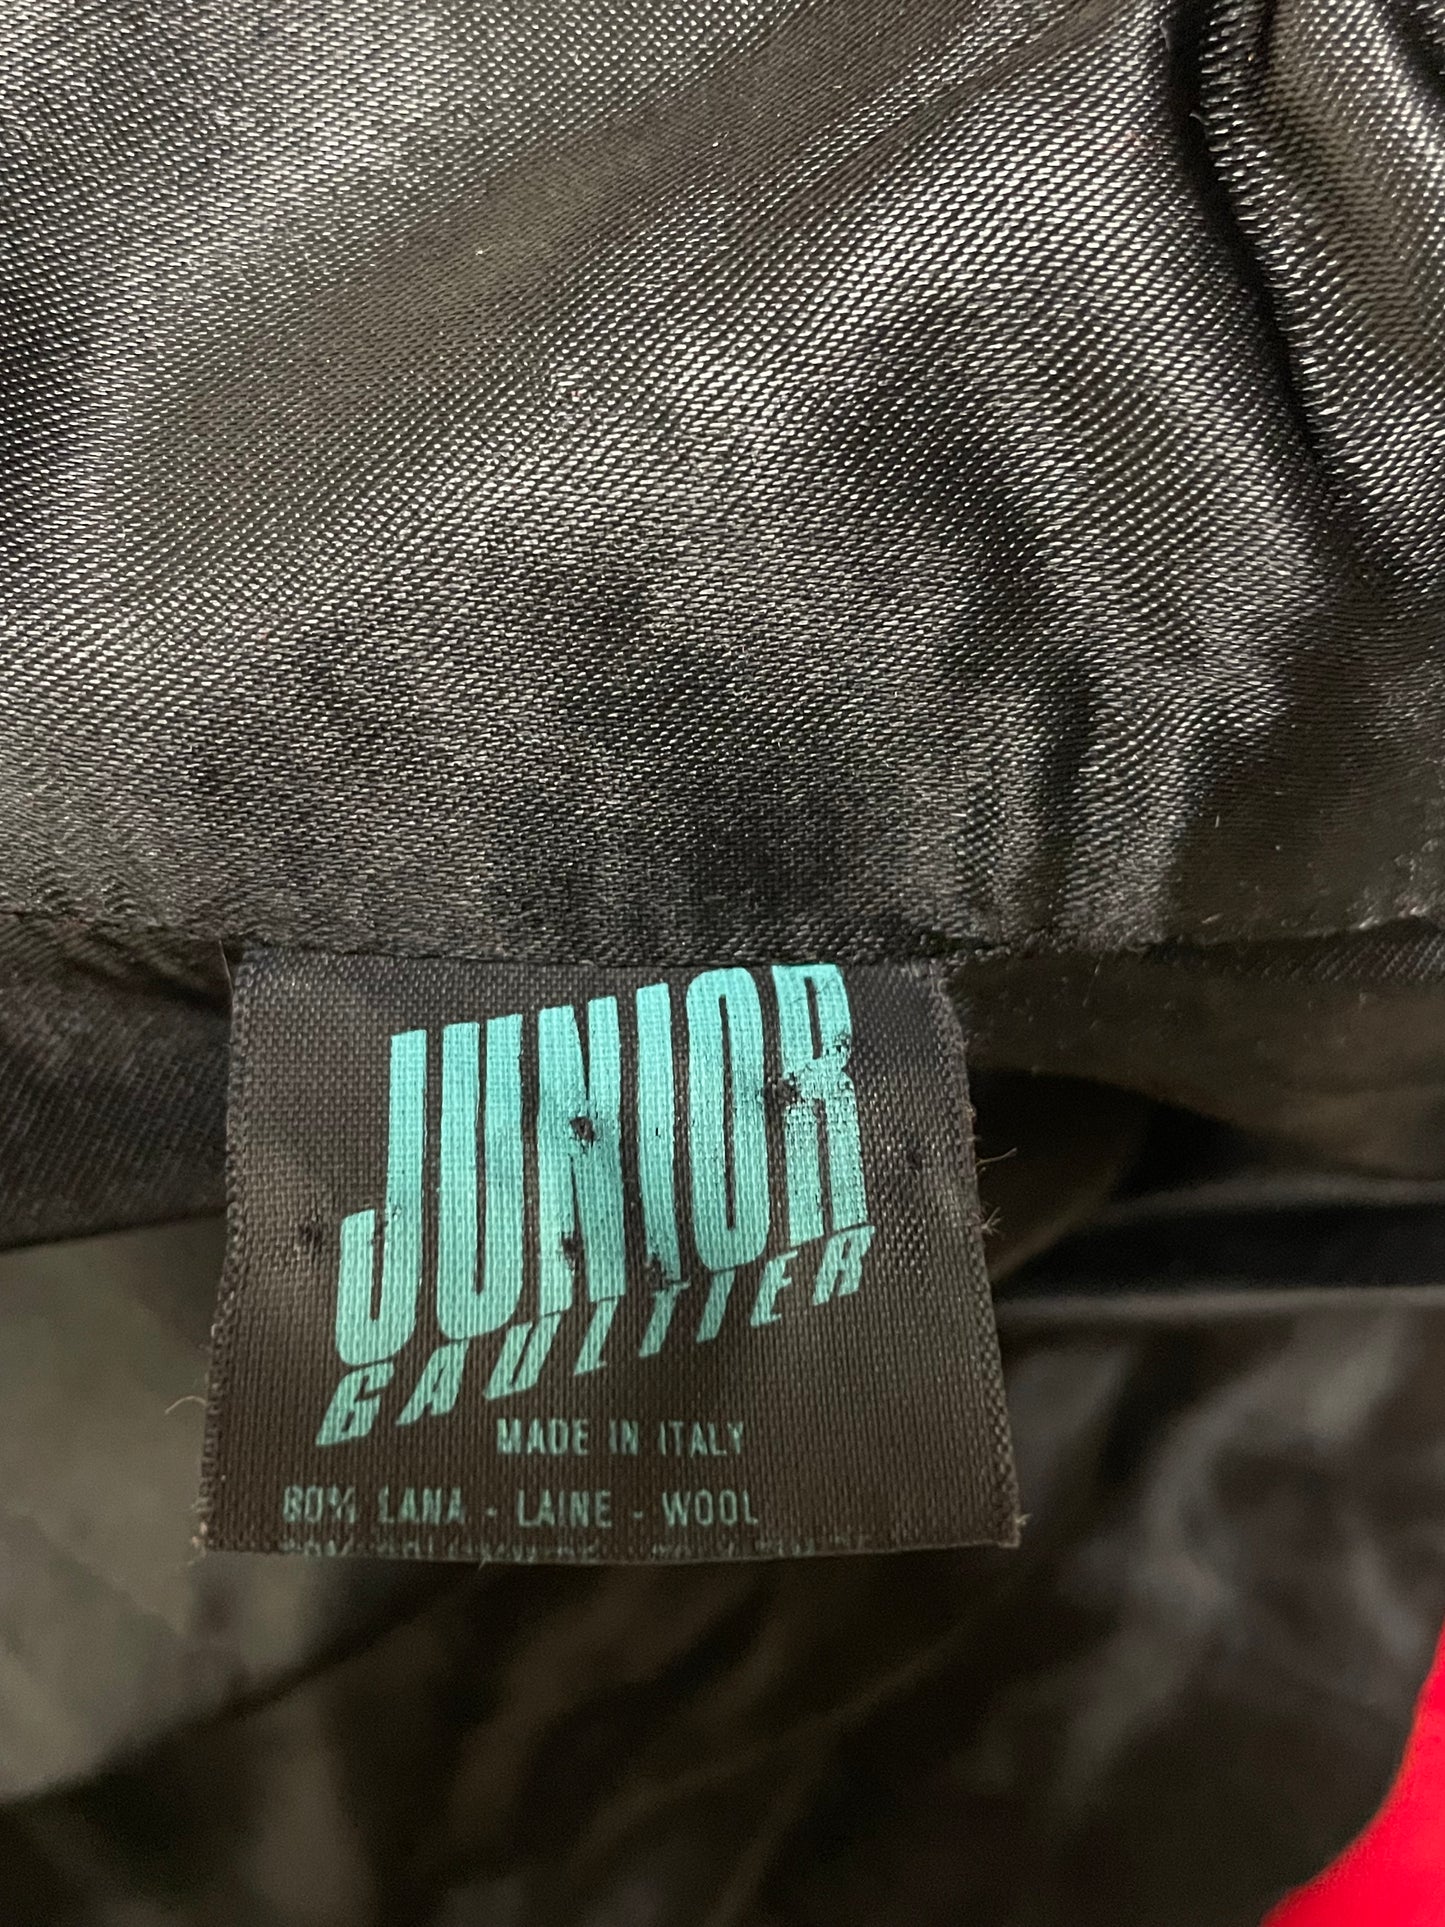 JUNIOR
GAULTIER
MADE IN ITALY
80% LANA - LAINE - WOOL